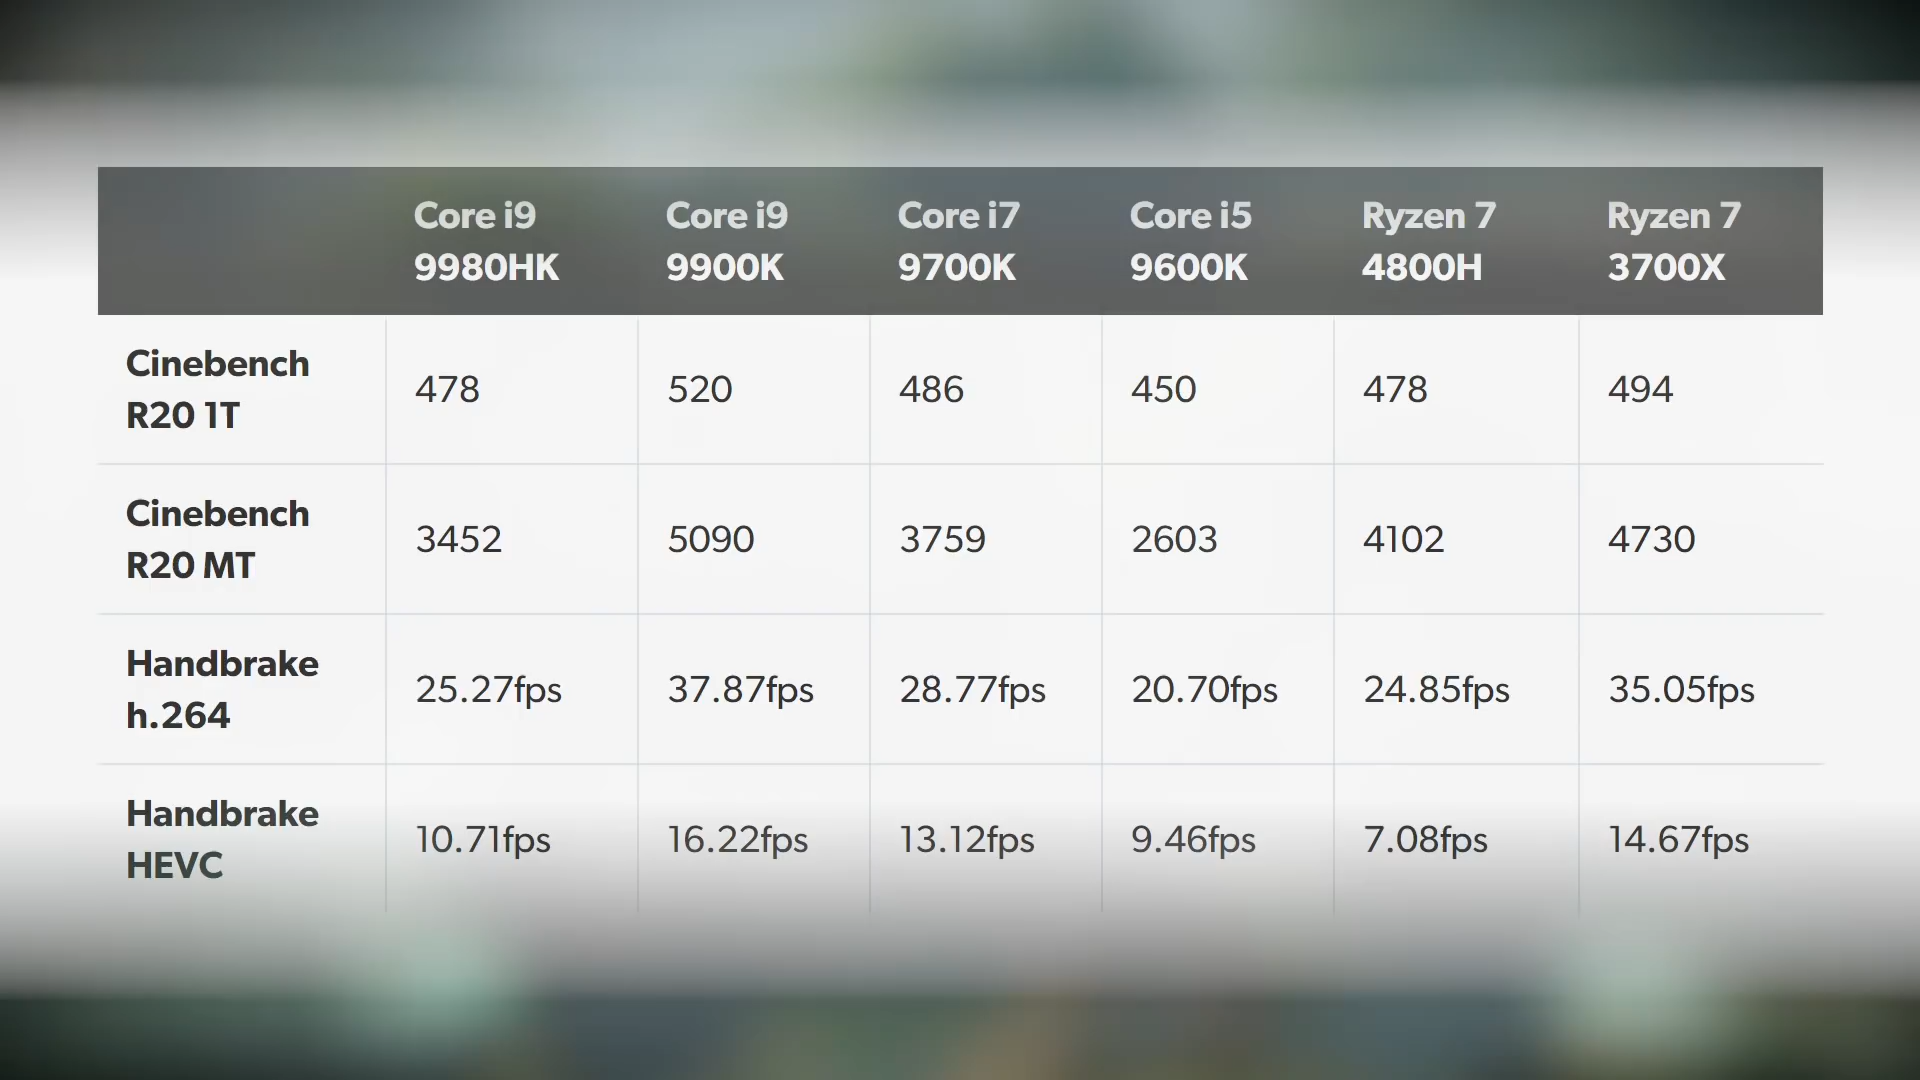 Core i9 Core i9 Core i7 Core i5 Ryzen 7 Ryzen 7
9980HK 9900K 9700K 9600K 4800H 3700X
Cinebench
R20 1T
478 520 486 450 478 494
Cinebench
R20 MT
3452 5090 3759 2603 4102 4730
Handbrake
h.264
25.27fps 37.87fps 28.77fps 20.70fps 24.85fps 35.05fps
Handbrake
HEVC
10.71fps 16.22fps 13.12fps 9.46fps 7.08fps 14.67fps